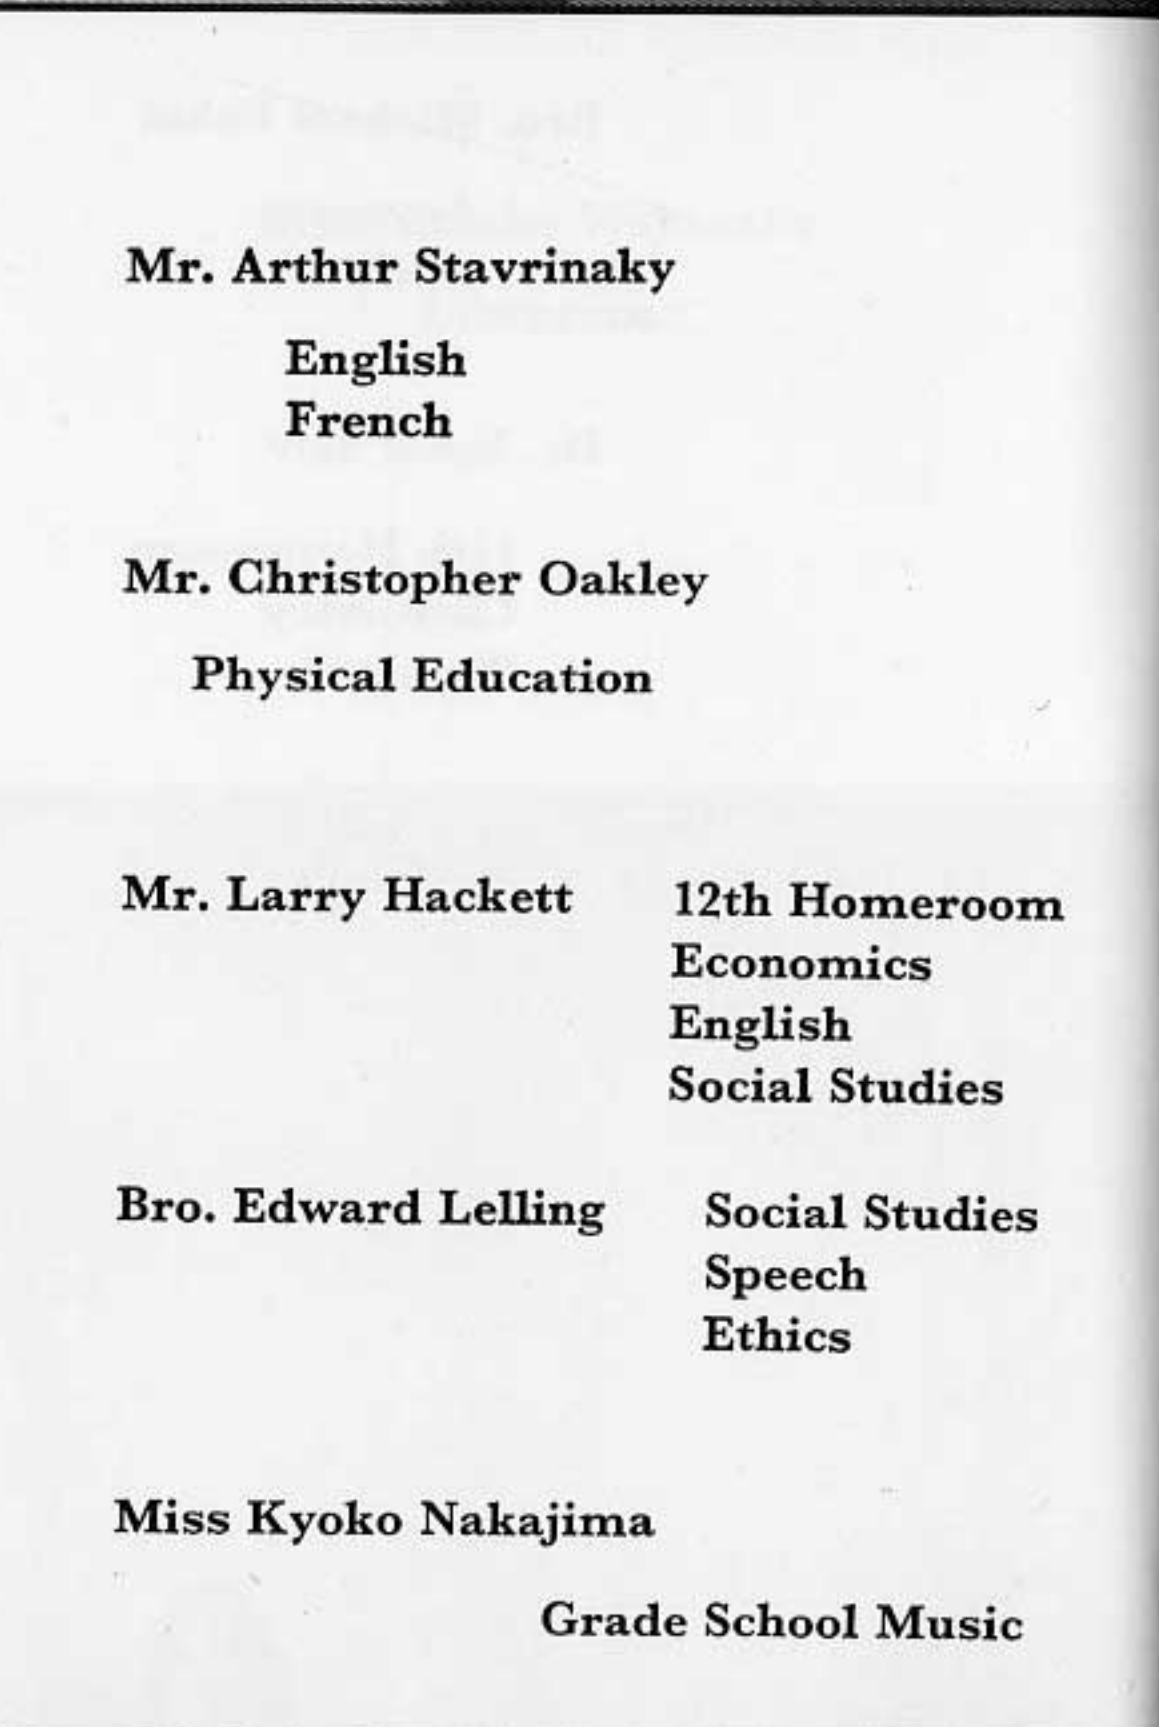 Mr. Arthur Stavrinaky
English
French
Mr. Christopher Oakley
Physical Education
Mr. Larry Hackett
12th Homeroom
Economics
English
Social Studies
Bro. Edward Lelling
Social Studies
Speech
Ethics
Miss Kyoko Nakajima
Grade School Music